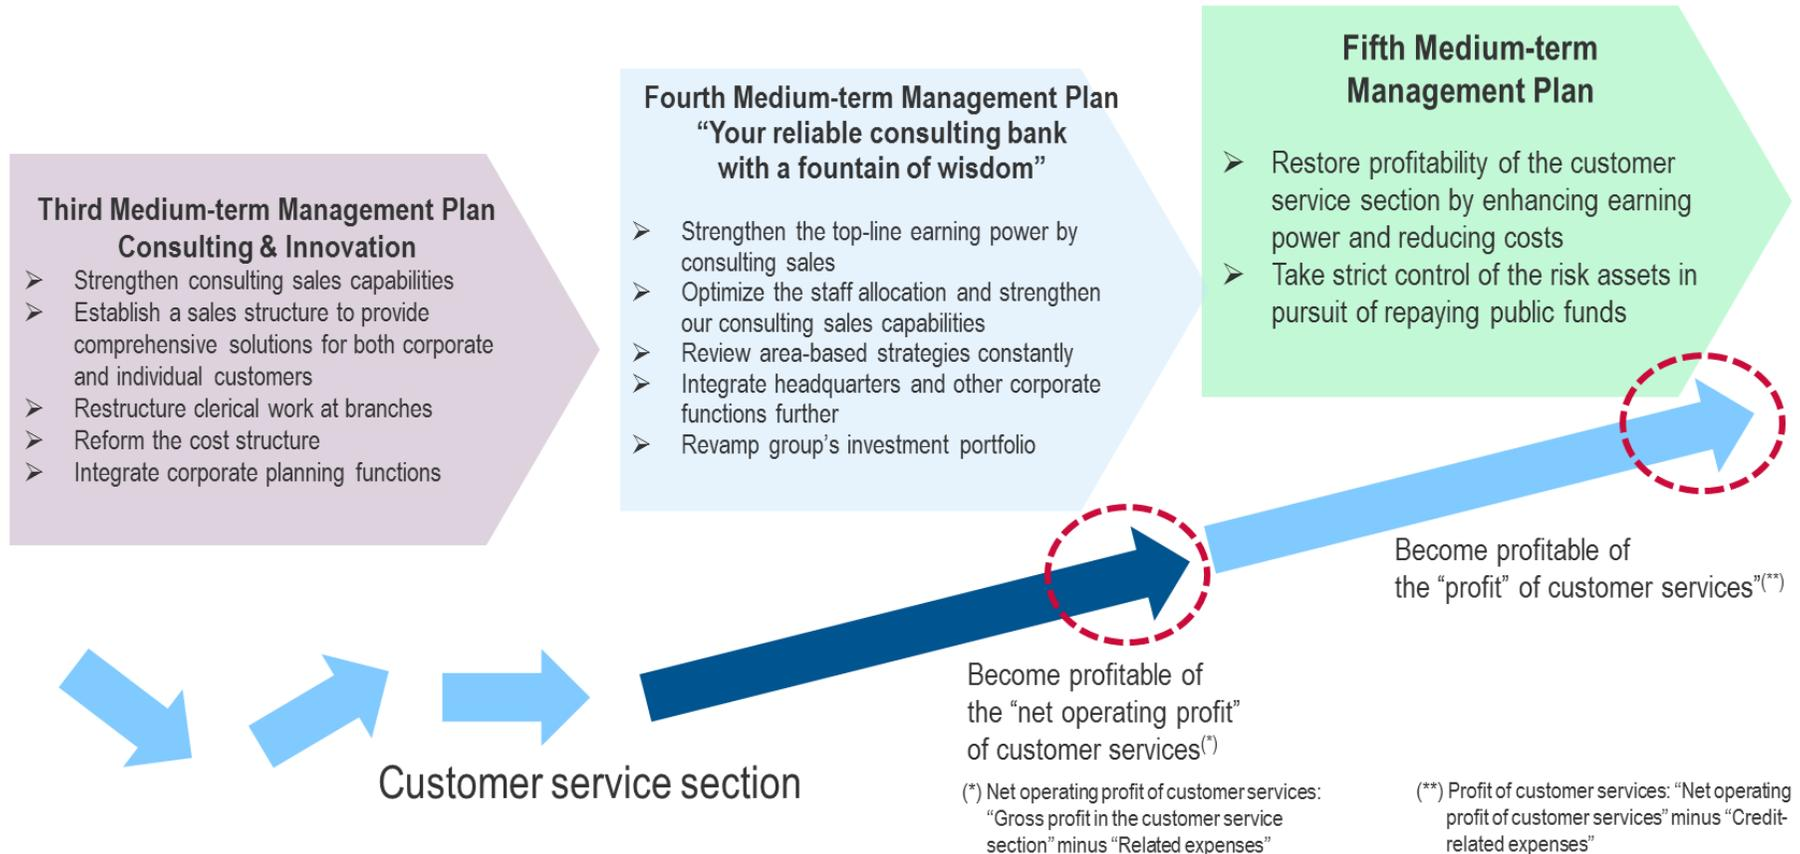 Third Medium-term Management Plan
Consulting & Innovation
➢ Strengthen consulting sales capabilities
➢ Establish a sales structure to provide
comprehensive solutions for both corporate
and individual customers
➢ Restructure clerical work at branches
➢ Reform the cost structure
➢ Integrate corporate planning functions
Fourth Medium-term Management Plan
“Your reliable consulting bank
with a fountain of wisdom”
➢ Strengthen the top-line earning power by
consulting sales
➢ Optimize the staff allocation and strengthen
our consulting sales capabilities
➢ Review area-based strategies constantly
➢ Integrate headquarters and other corporate
functions further
➢ Revamp group’s investment portfolio
Fifth Medium-term
Management Plan
➢ Restore profitability of the customer
service section by enhancing earning
power and reducing costs
➢ Take strict control of the risk assets in
pursuit of repaying public funds
Become profitable of
the “profit” of customer services”(**)
Become profitable of
the “net operating profit”
of customer services(*)
Customer service section
(*) Net operating profit of customer services:
“Gross profit in the customer service
section” minus “Related expenses”
(**) Profit of customer services: “Net operating
profit of customer services” minus “Credit-
related expenses”